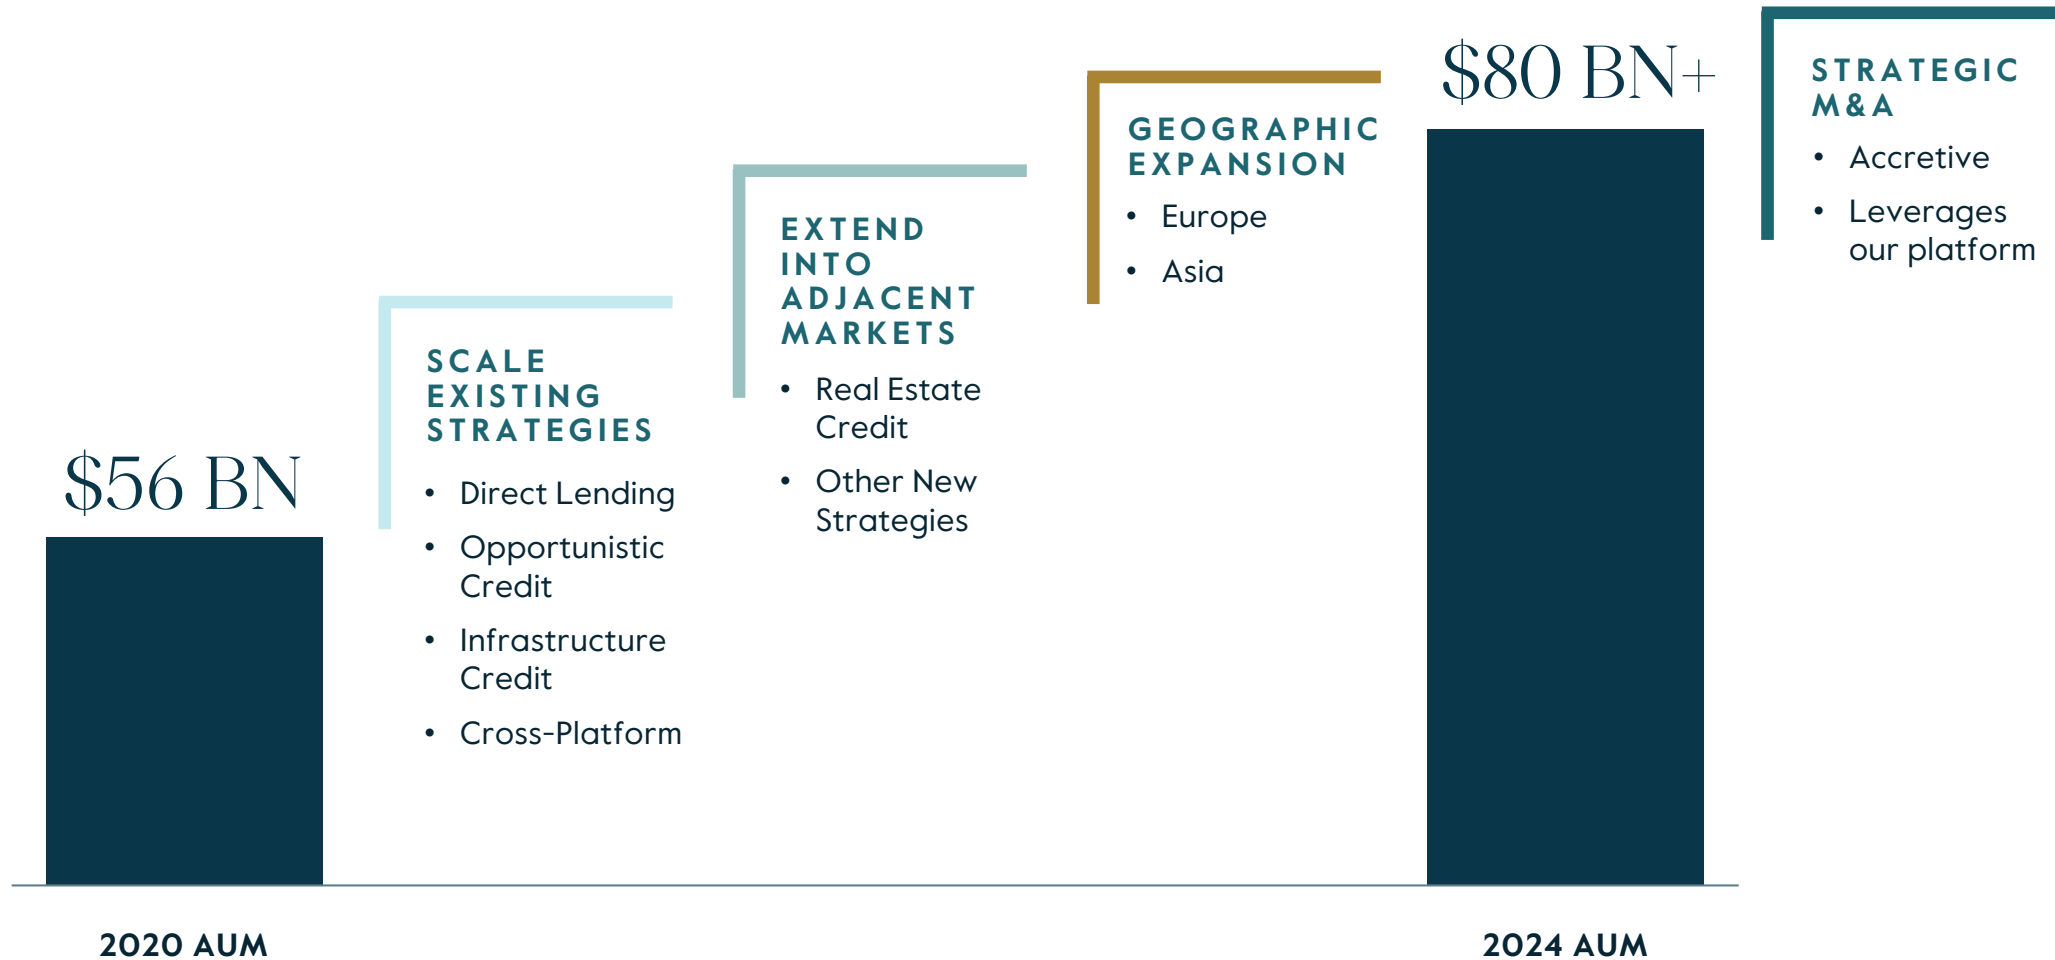 $56 BN
2020 AUM
SCALE
EXISTING
STRATEGIES
• Direct Lending
• Opportunistic
Credit
• Infrastructure
Credit
• Cross-Platform
EXTEND
INTO
ADJACENT
MARKETS
• Real Estate
Credit
• Other New
Strategies
GEOGRAPHIC
EXPANSION
• Europe
• Asia
$80 BN+
2024 AUM
STRATEGIC
M&A
• Accretive
• Leverages
our platform